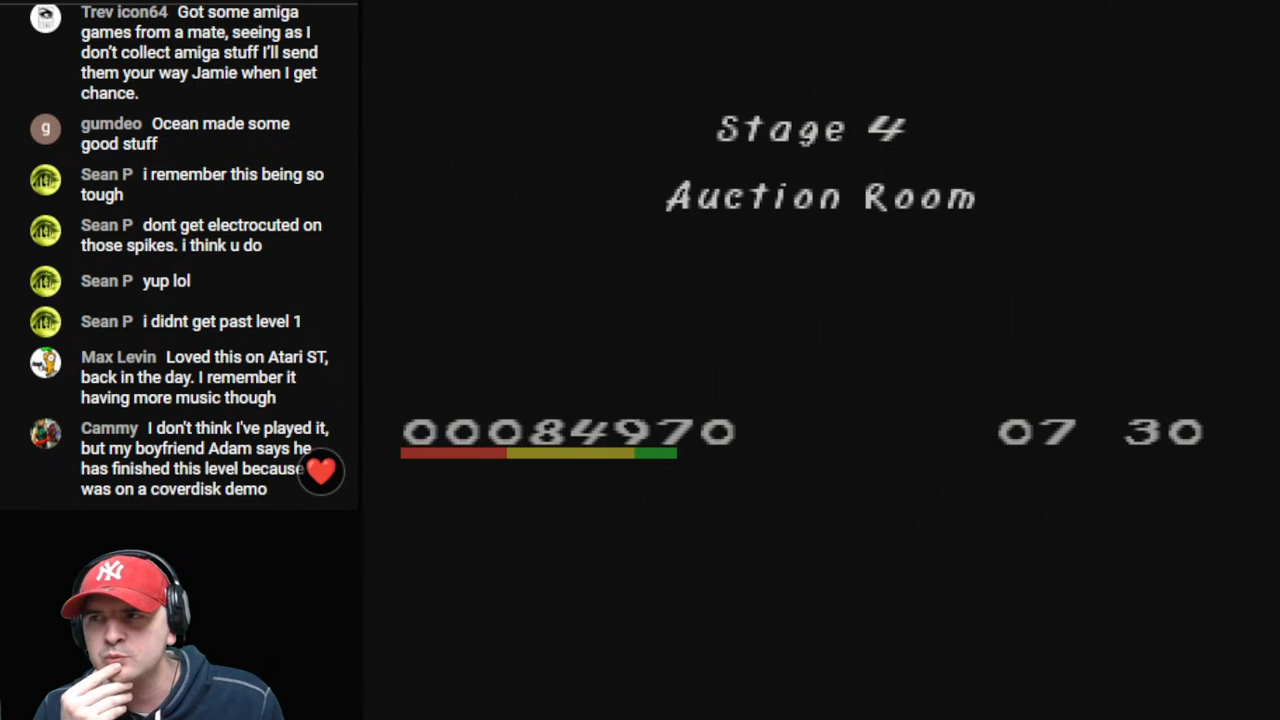 Trev icon64 Got some amiga
games from a mate, seeing as I
don't collect amiga stuff I'll send
them your way Jamie when I get
chance.
g
gumdeo Ocean made some
good stuff
Sean P i remember this being so
tough
Sean P dont get electrocuted on
those spikes. i think u do
Sean P yup lol
Sean P i didnt get past level 1
Max Levin Loved this on Atari ST,
back in the day. I remember it
having more music though
Cammy I don't think I've played it,
but my boyfriend Adam says he
has finished this level because
was on a coverdisk demo
Stage 4
Auction Room
00084970
07 30
NY